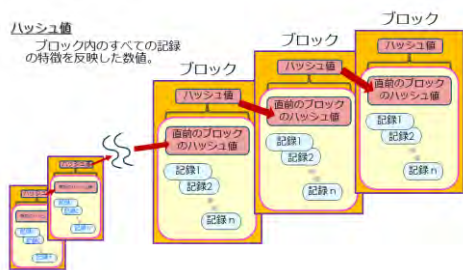 ハッシュ値
ブロック内のすべての記録
の特徴を反映した数値。
ブロック
ハッシュ値
直前のブロック
のハッシュ値
記録1
記録2
記録n
ブロック
ハッシュ値
直前のブロック
のハッシュ値
記録1
記録2
記録n
ブロック
ハッシュ値
直前のブロック
のハッシュ値
記録1
記録2
記録n